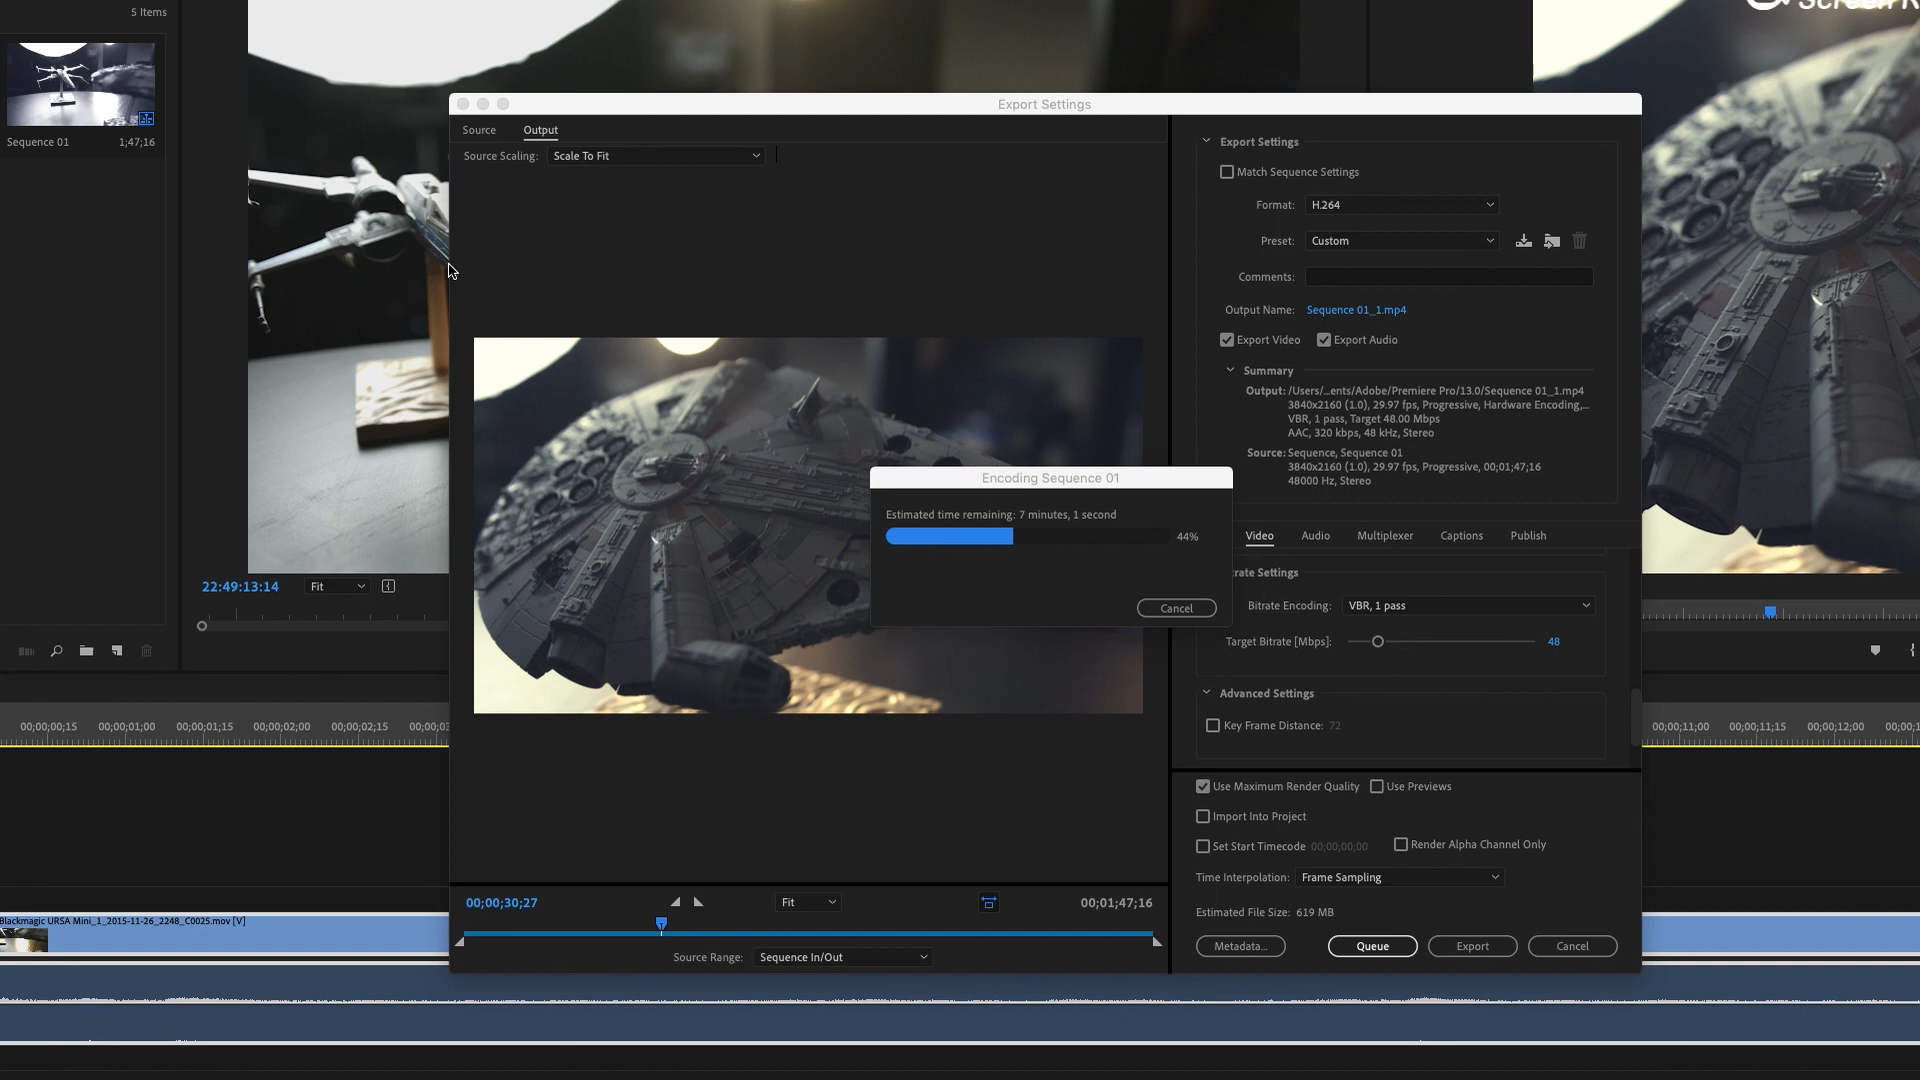 5 Items
Sequence 01
1;47;16
22:49:13:14
Fit
Export Settings
Source
Output
Source Scaling:
Scale To Fit
Export Settings
Match Sequence Settings
Format:
H.264
Preset:
Custom
Comments:
Output Name:
Sequence 01_1.mp4
Export Video
Export Audio
Summary
Output: /Users/...ents/Adobe/Premiere Pro/13.0/Sequence 01_1.mp4
3840x2160 (1.0), 29.97 fps, Progressive, Hardware Encoding,...
VBR, 1 pass, Target 48.00 Mbps
AAC, 320 kbps, 48 kHz, Stereo
Source: Sequence, Sequence 01
3840x2160 (1.0), 29.97 fps, Progressive, 00;01;47;16
48000 Hz, Stereo
Encoding Sequence 01
Estimated time remaining: 7 minutes, 1 second
44%
Cancel
Video
Audio
Multiplexer
Captions
Publish
rate Settings
Bitrate Encoding:
VBR, 1 pass
Target Bitrate [Mbps]:
48
Advanced Settings
Key Frame Distance: 72
Use Maximum Render Quality
Use Previews
Import Into Project
Set Start Timecode 00;00;00;00
Render Alpha Channel Only
Time Interpolation:
Frame Sampling
Estimated File Size: 619 MB
Metadata...
Queue
Export
Cancel
00;00;30;27
Fit
00;01;47;16
Source Range:
Sequence In/Out
00;00;00;15
00;00;01;00
00;00;01;15
00;00;02;00
00;00;02;15
00;00;03
00;00;11;00
00;00;11;15
00;00;12;00
00;00;1
Blackmagic URSA Mini_1_2015-11-26_2248_C0025.mov [V]